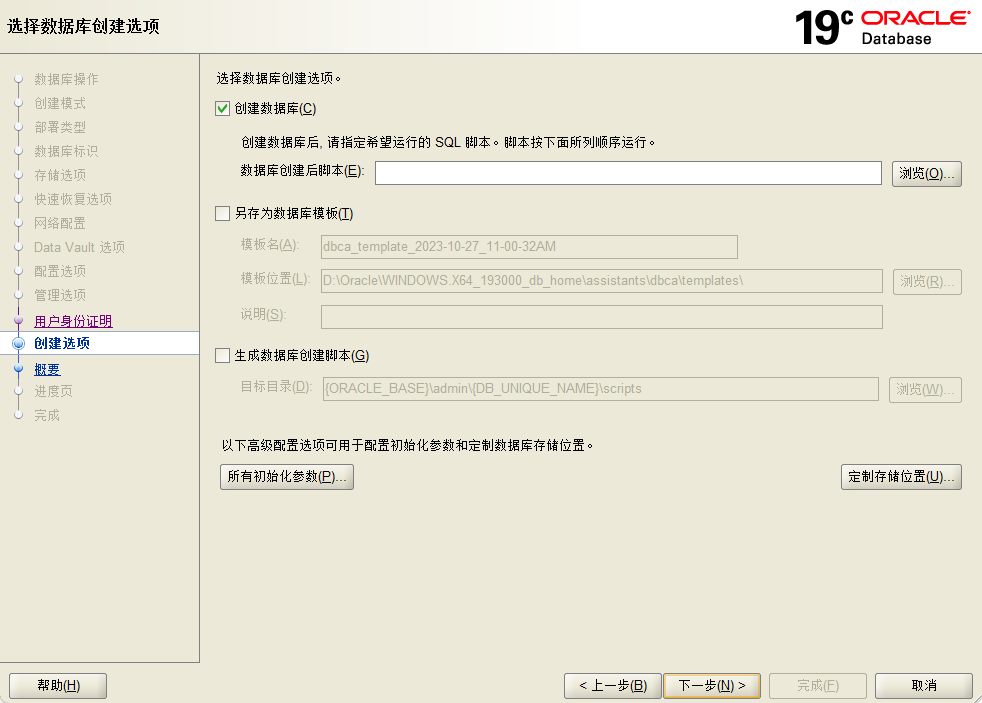 选择数据库创建选项
19c ORACLE
Database
数据库操作
创建模式
部署类型
数据库标识
存储选项
快速恢复选项
网络配置
Data Vault 选项
配置选项
管理选项
用户身份证明
创建选项
概要
进度页
完成
选择数据库创建选项。
创建数据库(C)
创建数据库后, 请指定希望运行的 SQL 脚本。脚本按下面所列顺序运行。
数据库创建后脚本(E):
浏览(O)...
另存为数据库模板(T)
模板名(A): dbca_template_2023-10-27_11-00-32AM
模板位置(L): D:\Oracle\WINDOWS.X64_193000_db_home\assistants\dbca\templates\ 浏览(R)...
说明(S):
生成数据库创建脚本(G)
目标目录(D): {ORACLE_BASE}\admin\{DB_UNIQUE_NAME}\scripts 浏览(W)...
以下高级配置选项可用于配置初始化参数和定制数据库存储位置。
所有初始化参数(P)... 定制存储位置(U)...
帮助(H) < 上一步(B) 下一步(N) > 完成(F) 取消